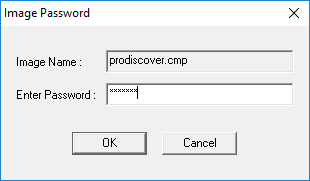 Image Password
Image Name : prodiscover.cmp
Enter Password : *******
OK Cancel